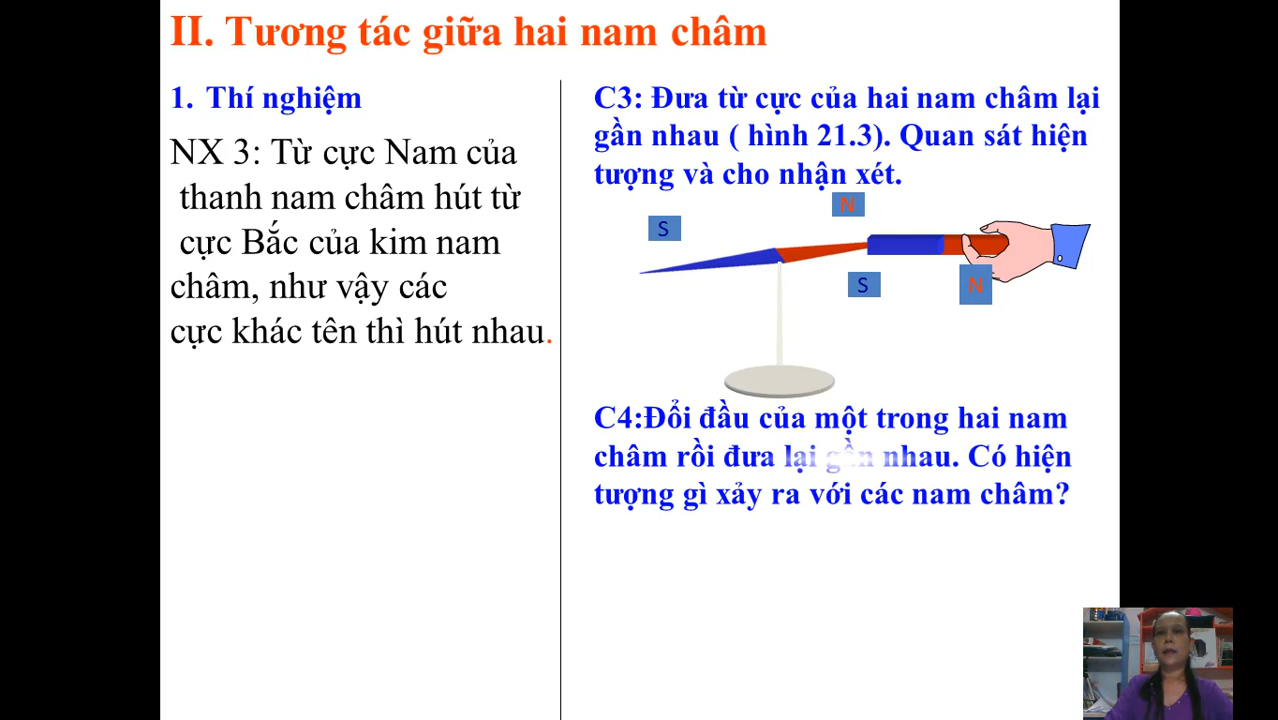 II. Tương tác giữa hai nam châm
1. Thí nghiệm
NX 3: Từ cực Nam của
thanh nam châm hút từ
cực Bắc của kim nam
châm, như vậy các
cực khác tên thì hút nhau.
C3: Đưa từ cực của hai nam châm lại
gần nhau ( hình 21.3). Quan sát hiện
tượng và cho nhận xét.
N
S
S
N
C4:Đổi đầu của một trong hai nam
châm rồi đưa lại gần nhau. Có hiện
tượng gì xảy ra với các nam châm?